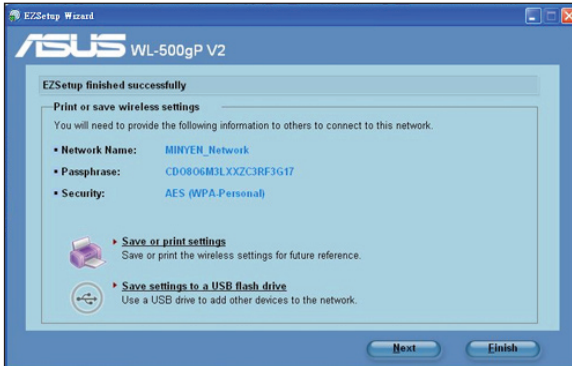 EZSetup Wizard
ASUS WL-500gP V2
EZSetup finished successfully
Print or save wireless settings
You will need to provide the following information to others to connect to this network.
▪ Network Name: MINYEN_Network
▪ Passphrase: CDO8O6M3LXXZC3RF3G17
▪ Security: AES (WPA-Personal)
Save or print settings
Save or print the wireless settings for future reference.
Save settings to a USB flash drive
Use a USB drive to add other devices to the network.
Next Finish